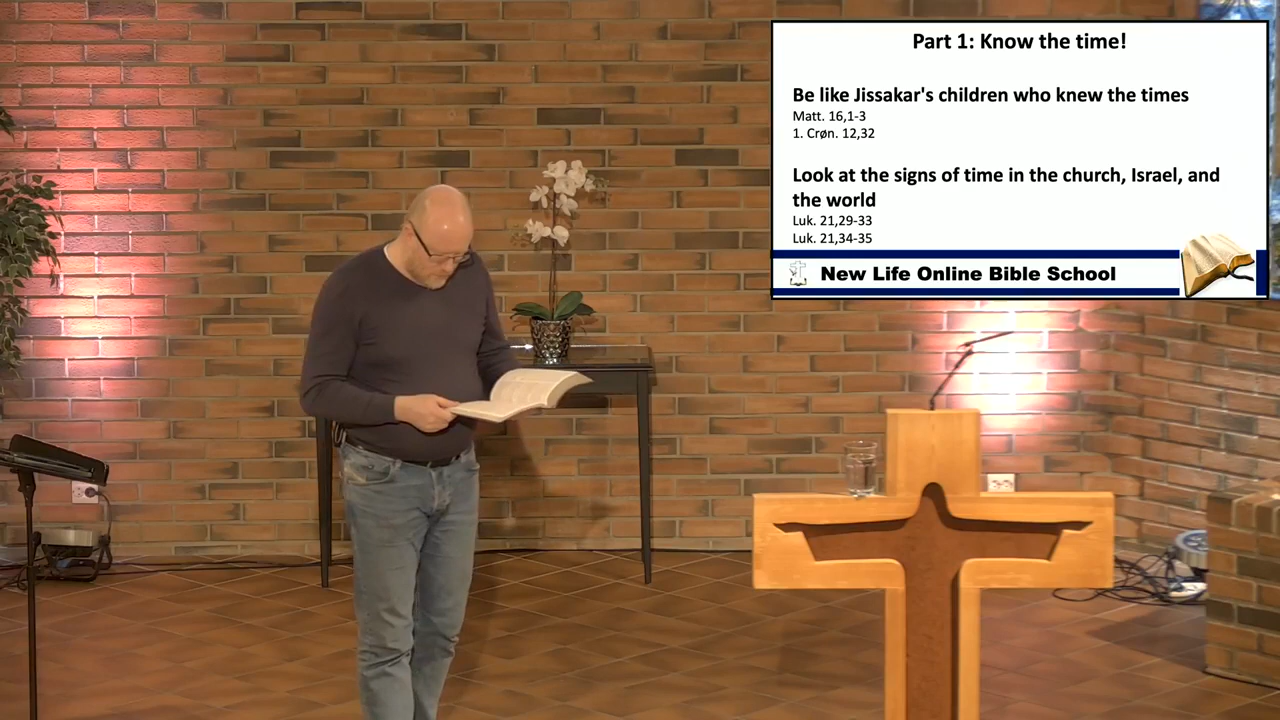 Part 1: Know the time!
Be like Jissakar's children who knew the times
Matt. 16,1-3
1. Crøn. 12,32
Look at the signs of time in the church, Israel, and
the world
Luk. 21,29-33
Luk. 21,34-35
New Life Online Bible School